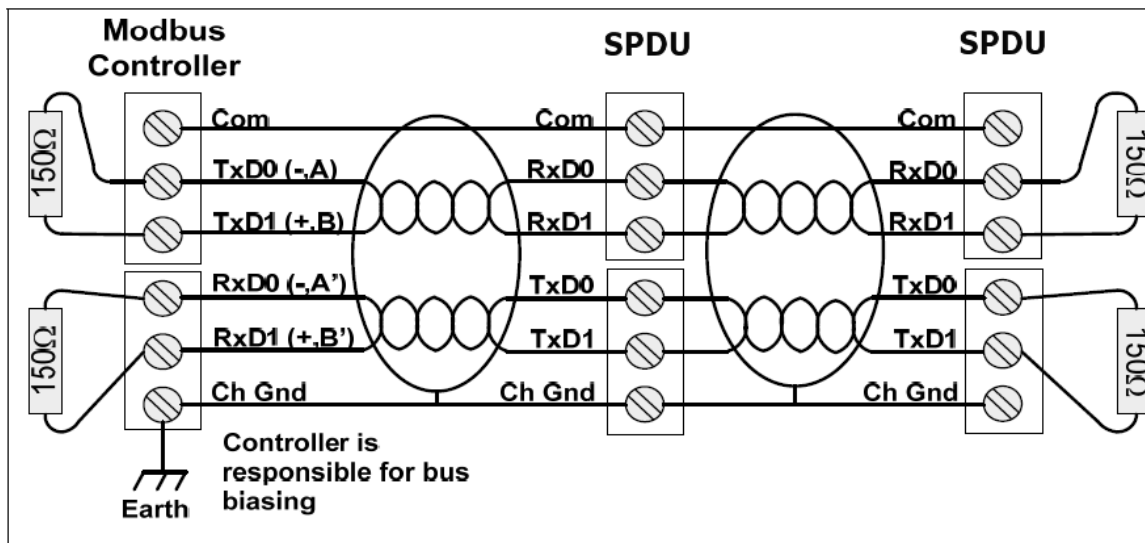 Modbus
Controller
SPDU
SPDU
Com
Com
Com
TxD0 (-,A)
RxD0
RxD0
TxD1 (+,B)
RxD1
RxD1
150Ω
150Ω
RxD0 (-,A’)
TxD0
TxD0
RxD1 (+,B’)
TxD1
TxD1
150Ω
150Ω
Ch Gnd
Ch Gnd
Ch Gnd
Controller is
responsible for bus
biasing
Earth